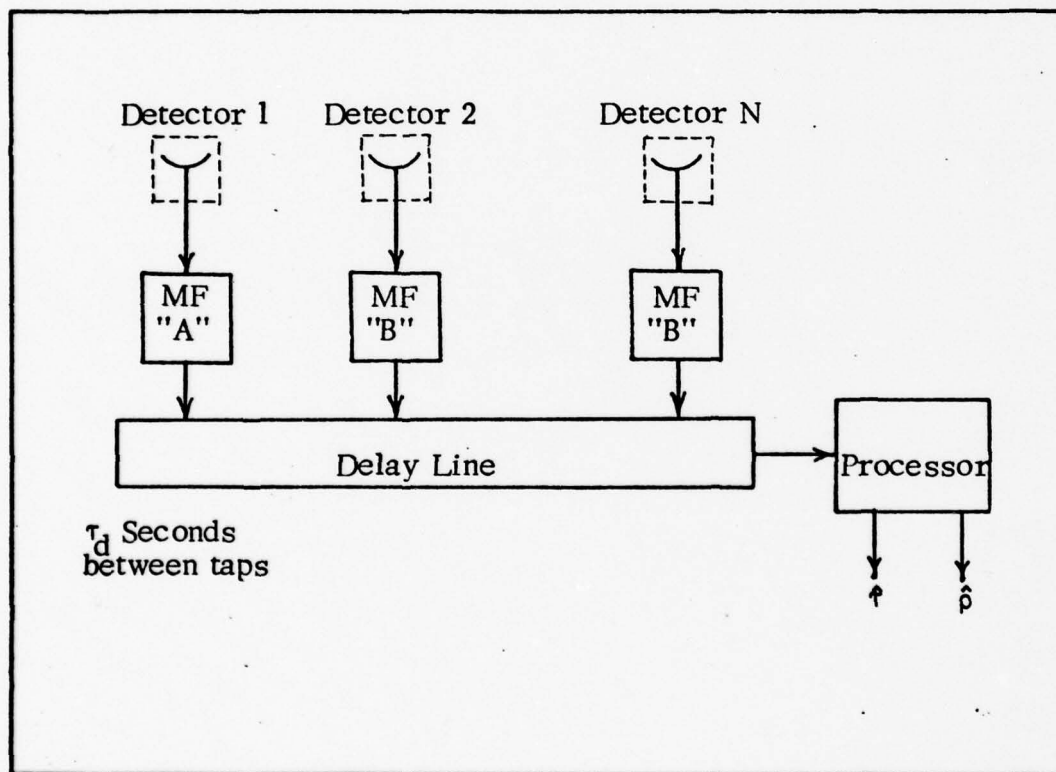 Detector 1
Detector 2
Detector N
MF
"A"
MF
"B"
MF
"B"
Delay Line
Processor
τd Seconds
between taps
τ̂
p̂